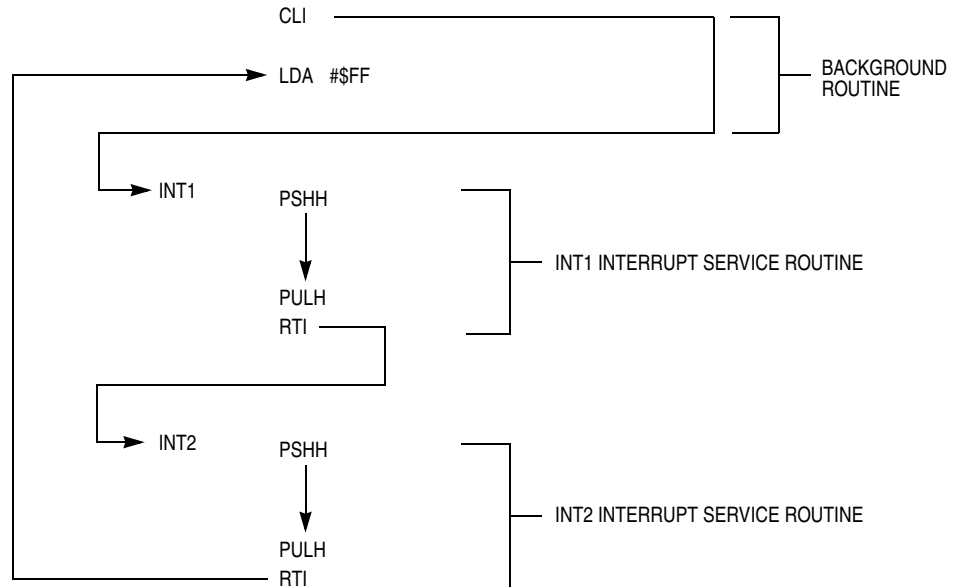 CLI
LDA #$FF
BACKGROUND
ROUTINE
INT1
PSHH
INT1 INTERRUPT SERVICE ROUTINE
PULH
RTI
INT2
PSHH
INT2 INTERRUPT SERVICE ROUTINE
PULH
RTI